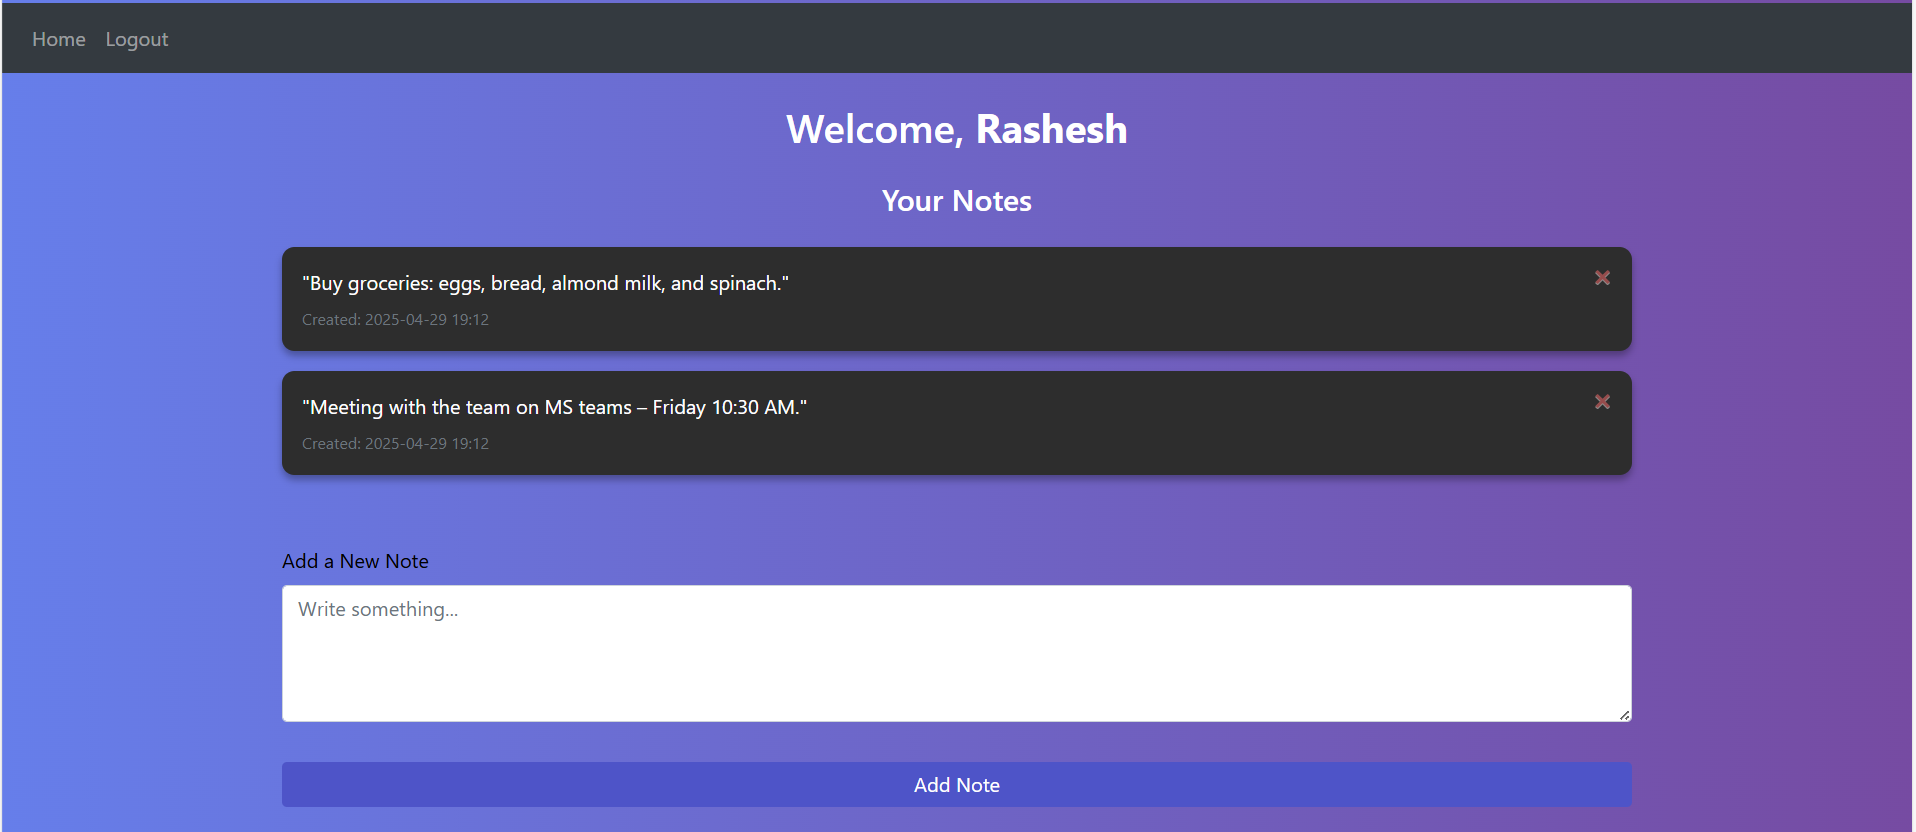 Home Logout
Welcome, Rashesh
Your Notes
"Buy groceries: eggs, bread, almond milk, and spinach."
Created: 2025-04-29 19:12
"Meeting with the team on MS teams – Friday 10:30 AM."
Created: 2025-04-29 19:12
Add a New Note
Write something...
Add Note